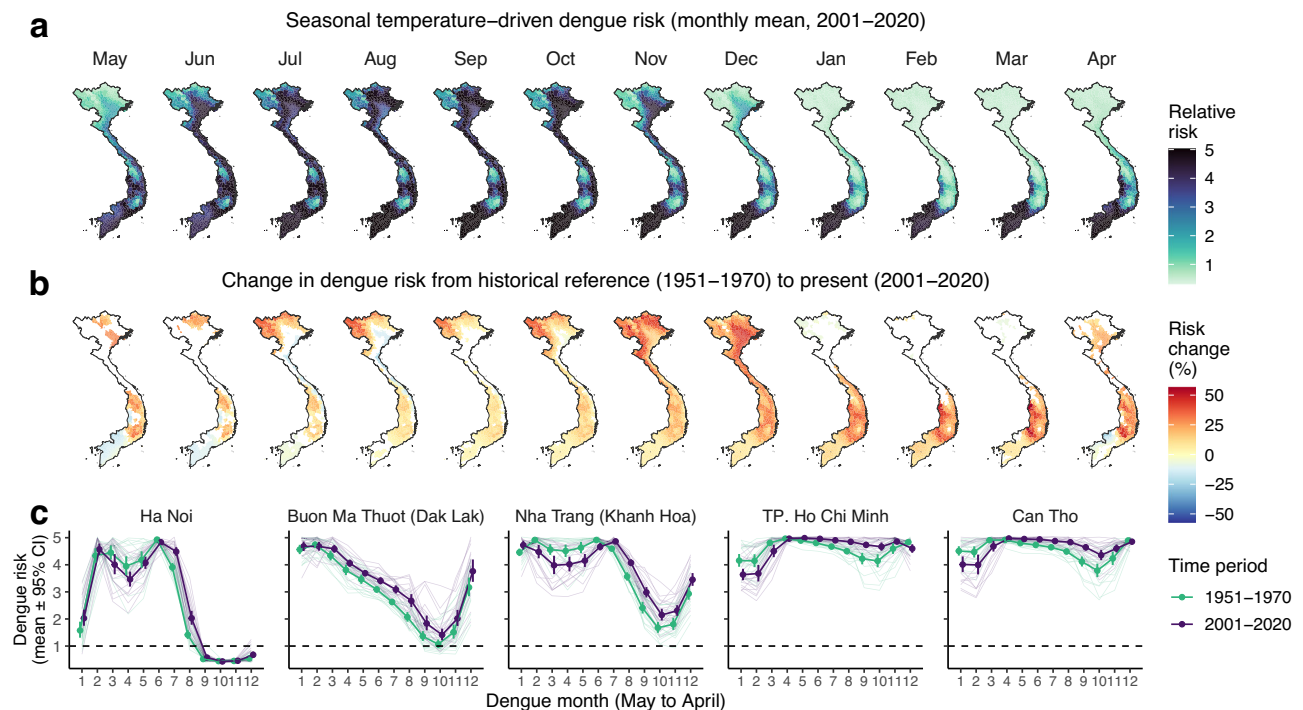 a
Seasonal temperature−driven dengue risk (monthly mean, 2001−2020)
May Jun Jul Aug Sep Oct Nov Dec Jan Feb Mar Apr
Relative
risk
5
4
3
2
1
b
Change in dengue risk from historical reference (1951−1970) to present (2001−2020)
Risk
change
(%)
50
25
0
−25
−50
c
Ha Noi Buon Ma Thuot (Dak Lak) Nha Trang (Khanh Hoa) TP. Ho Chi Minh Can Tho
Dengue risk
(mean ± 95% CI)
5
4
3
2
1
1 2 3 4 5 6 7 8 9 10 11 12 1 2 3 4 5 6 7 8 9 10 11 12 1 2 3 4 5 6 7 8 9 10 11 12 1 2 3 4 5 6 7 8 9 10 11 12 1 2 3 4 5 6 7 8 9 10 11 12
Dengue month (May to April)
Time period
1951−1970
2001−2020